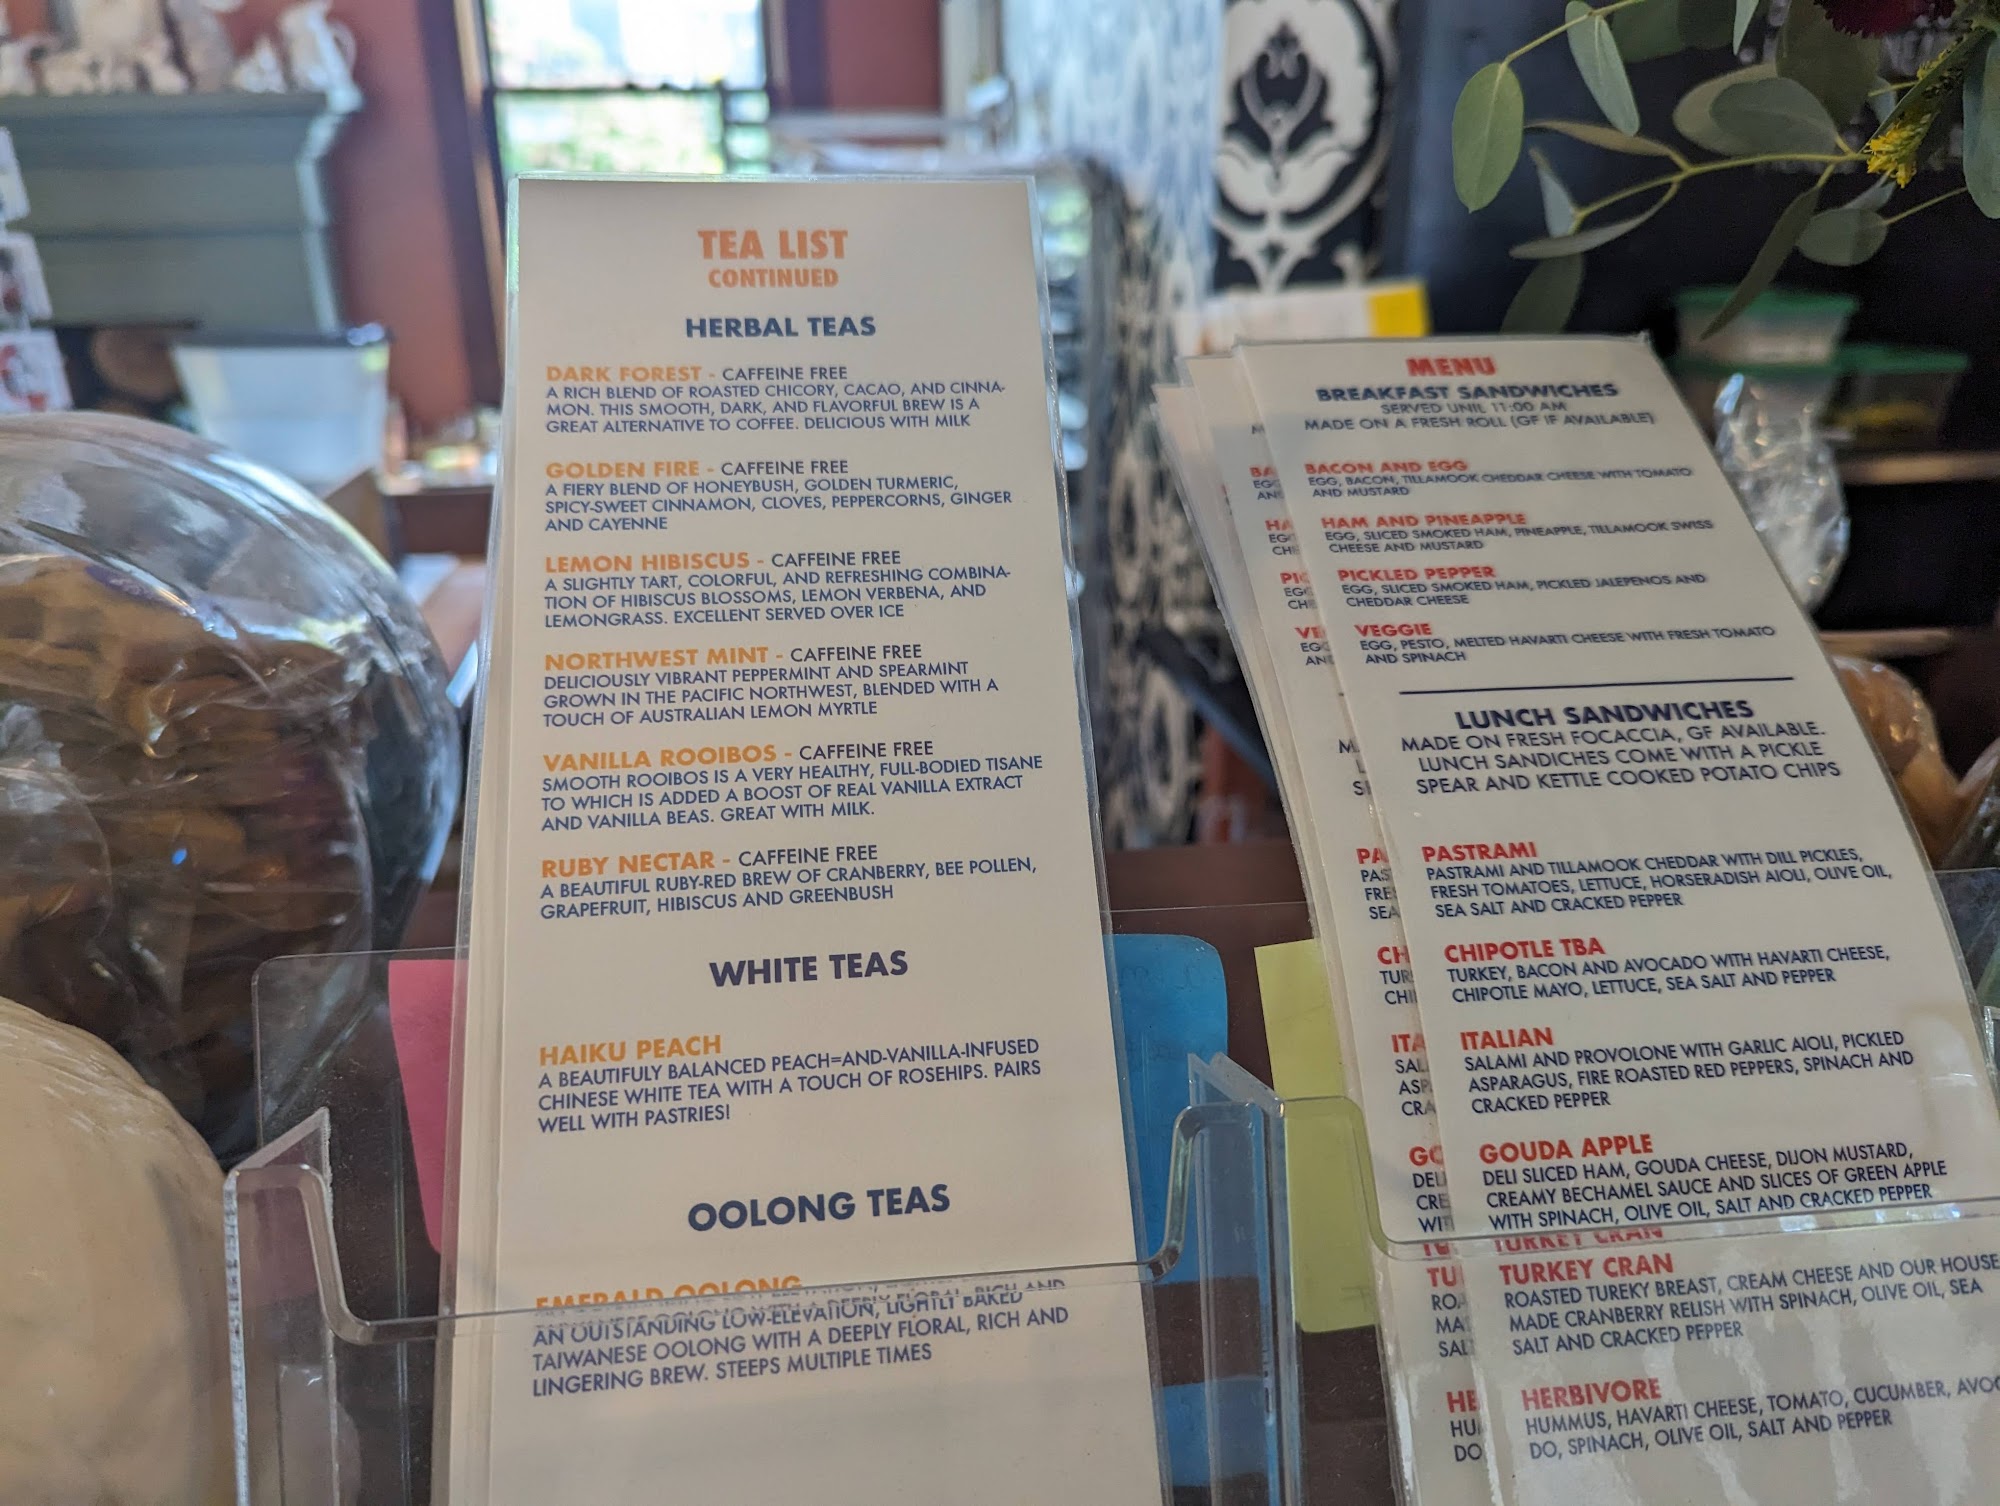 TEA LIST
CONTINUED
HERBAL TEAS
DARK FOREST - CAFFEINE FREE
A RICH BLEND OF ROASTED CHICORY, CACAO, AND CINNA-
MON. THIS SMOOTH, DARK, AND FLAVORFUL BREW IS A
GREAT ALTERNATIVE TO COFFEE. DELICIOUS WITH MILK
GOLDEN FIRE - CAFFEINE FREE
A FIERY BLEND OF HONEYBUSH, GOLDEN TURMERIC,
SPICY-SWEET CINNAMON, CLOVES, PEPPERCORNS, GINGER
AND CAYENNE
LEMON HIBISCUS - CAFFEINE FREE
A SLIGHTLY TART, COLORFUL, AND REFRESHING COMBINA-
TION OF HIBISCUS BLOSSOMS, LEMON VERBENA, AND
LEMONGRASS. EXCELLENT SERVED OVER ICE
NORTHWEST MINT - CAFFEINE FREE
DELICIOUSLY VIBRANT PEPPERMINT AND SPEARMINT
GROWN IN THE PACIFIC NORTHWEST, BLENDED WITH A
TOUCH OF AUSTRALIAN LEMON MYRTLE
VANILLA ROOIBOS - CAFFEINE FREE
SMOOTH ROOIBOS IS A VERY HEALTHY, FULL-BODIED TISANE
TO WHICH IS ADDED A BOOST OF REAL VANILLA EXTRACT
AND VANILLA BEAS. GREAT WITH MILK.
RUBY NECTAR - CAFFEINE FREE
A BEAUTIFUL RUBY-RED BREW OF CRANBERRY, BEE POLLEN,
GRAPEFRUIT, HIBISCUS AND GREENBUSH
WHITE TEAS
HAIKU PEACH
A BEAUTIFULY BALANCED PEACH=AND-VANILLA-INFUSED
CHINESE WHITE TEA WITH A TOUCH OF ROSEHIPS. PAIRS
WELL WITH PASTRIES!
OOLONG TEAS
EMERALD OOLONG
AN OUTSTANDING LOW-ELEVATION, LIGHTLY BAKED
TAIWANESE OOLONG WITH A DEEPLY FLORAL, RICH AND
LINGERING BREW. STEEPS MULTIPLE TIMES
MENU
BREAKFAST SANDWICHES
SERVED UNIL 11:00 AM
MADE ON A FRESH ROLL (GF IF AVAILABLE)
BACON AND EGG
EGG, BACON, TILLAMOOK CHEDDAR CHEESE WITH TOMATO
AND MUSTARD
HAM AND PINEAPPLE
EGG, SLICED SMOKED HAM, PINEAPPLE, TILLAMOOK SWISS
CHEESE AND MUSTARD
PICKLED PEPPER
EGG, SLICED SMOKED HAM, PICKLED JALEPENOS AND
CHEDDAR CHEESE
VEGGIE
EGG, PESTO, MELTED HAVARTI CHEESE WITH FRESH TOMATO
AND SPINACH
LUNCH SANDWICHES
MADE ON FRESH FOCACCIA, GF AVAILABLE.
LUNCH SANDICHES COME WITH A PICKLE
SPEAR AND KETTLE COOKED POTATO CHIPS
PASTRAMI
PASTRAMI AND TILLAMOOK CHEDDAR WITH DILL PICKLES,
FRESH TOMATOES, LETTUCE, HORSERADISH AIOLI, OLIVE OIL,
SEA SALT AND CRACKED PEPPER
CHIPOTLE TBA
TURKEY, BACON AND AVOCADO WITH HAVARTI CHEESE,
CHIPOTLE MAYO, LETTUCE, SEA SALT AND PEPPER
ITALIAN
SALAMI AND PROVOLONE WITH GARLIC AIOLI, PICKLED
ASPARAGUS, FIRE ROASTED RED PEPPERS, SPINACH AND
CRACKED PEPPER
GOUDA APPLE
DELI SLICED HAM, GOUDA CHEESE, DIJON MUSTARD,
CREAMY BECHAMEL SAUCE AND SLICES OF GREEN APPLE
WITH SPINACH, OLIVE OIL, SALT AND CRACKED PEPPER
TURKEY CRAN
ROASTED TUREKY BREAST, CREAM CHEESE AND OUR HOUSE
MADE CRANBERRY RELISH WITH SPINACH, OLIVE OIL, SEA
SALT AND CRACKED PEPPER
HERBIVORE
HUMMUS, HAVARTI CHEESE, TOMATO, CUCUMBER, AVOC
DO, SPINACH, OLIVE OIL, SALT AND PEPPER